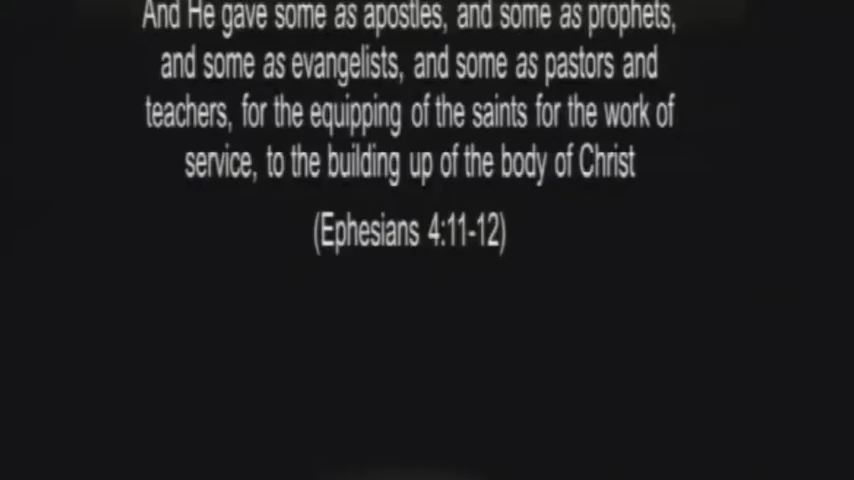 And He gave some as apostles, and some as prophets,
and some as evangelists, and some as pastors and
teachers, for the equipping of the saints for the work of
service, to the building up of the body of Christ
(Ephesians 4:11-12)